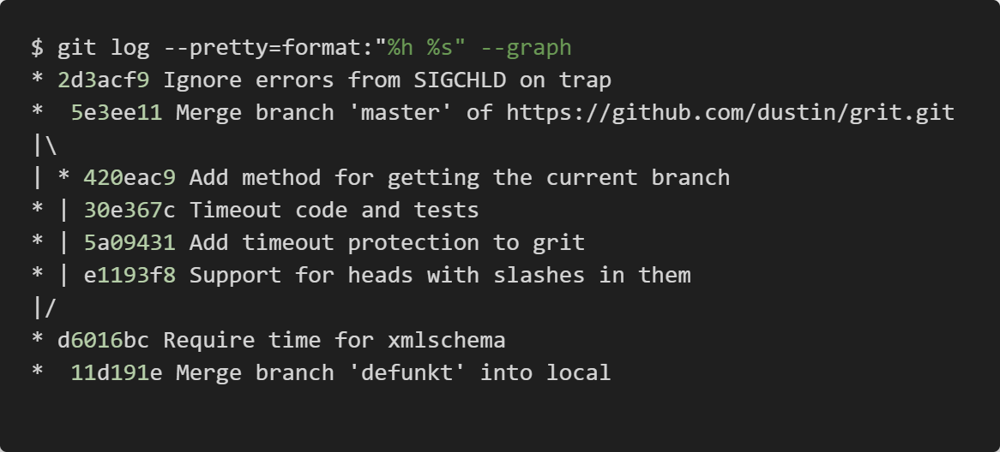 $ git log --pretty=format:"%h %s" --graph
* 2d3acf9 Ignore errors from SIGCHLD on trap
*  5e3ee11 Merge branch 'master' of https://github.com/dustin/grit.git
|\
| * 420eac9 Add method for getting the current branch
* | 30e367c Timeout code and tests
* | 5a09431 Add timeout protection to grit
* | e1193f8 Support for heads with slashes in them
|/
* d6016bc Require time for xmlschema
*  11d191e Merge branch 'defunkt' into local